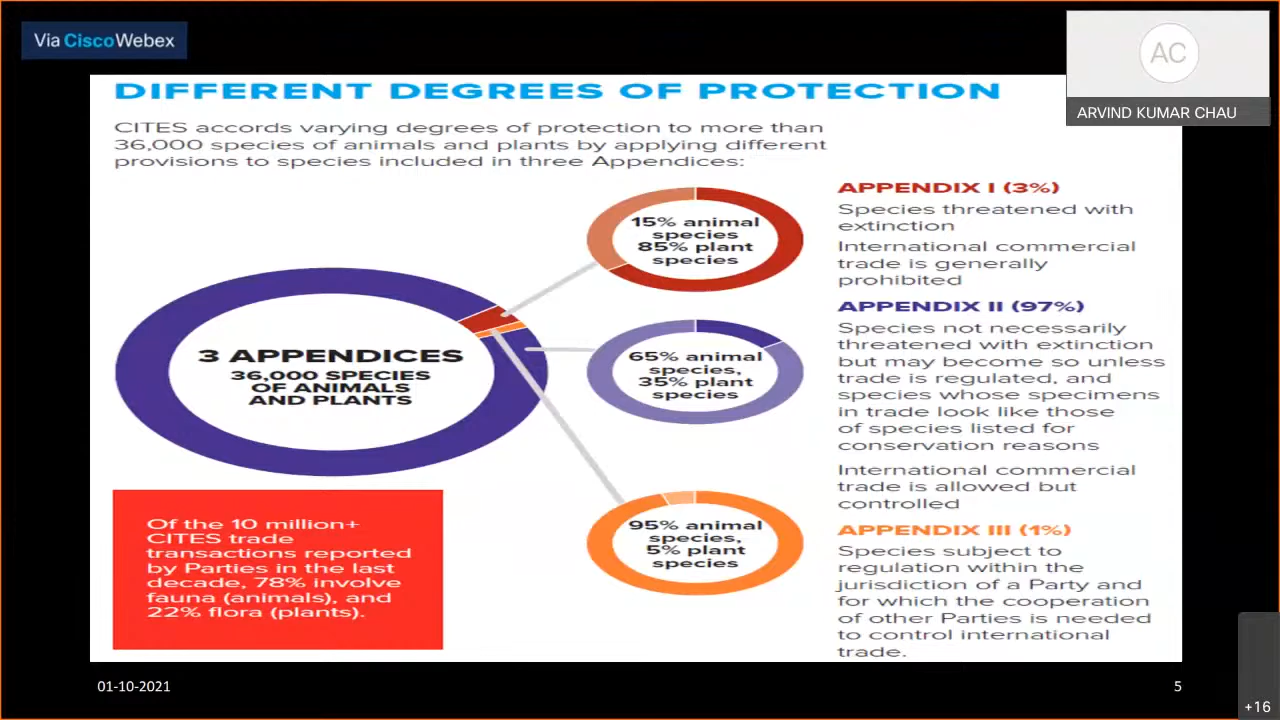 Via CiscoWebex
AC
ARVIND KUMAR CHAU
DIFFERENT DEGREES OF PROTECTION
CITES accords varying degrees of protection to more than
36,000 species of animals and plants by applying different
provisions to species included in three Appendices:
3 APPENDICES
36,000 SPECIES
OF ANIMALS
AND PLANTS
15% animal
species
85% plant
species
65% animal
species,
35% plant
species
95% animal
species,
5% plant
species
APPENDIX I (3%)
Species threatened with
extinction
International commercial
trade is generally
prohibited
APPENDIX II (97%)
Species not necessarily
threatened with extinction
but may become so unless
trade is regulated, and
species whose specimens
in trade look like those
of species listed for
conservation reasons
International commercial
trade is allowed but
controlled
APPENDIX III (1%)
Species subject to
regulation within the
jurisdiction of a Party and
for which the cooperation
of other Parties is needed
to control international
trade.
Of the 10 million+
CITES trade
transactions reported
by Parties in the last
decade, 78% involve
fauna (animals), and
22% flora (plants).
01-10-2021
5
+16